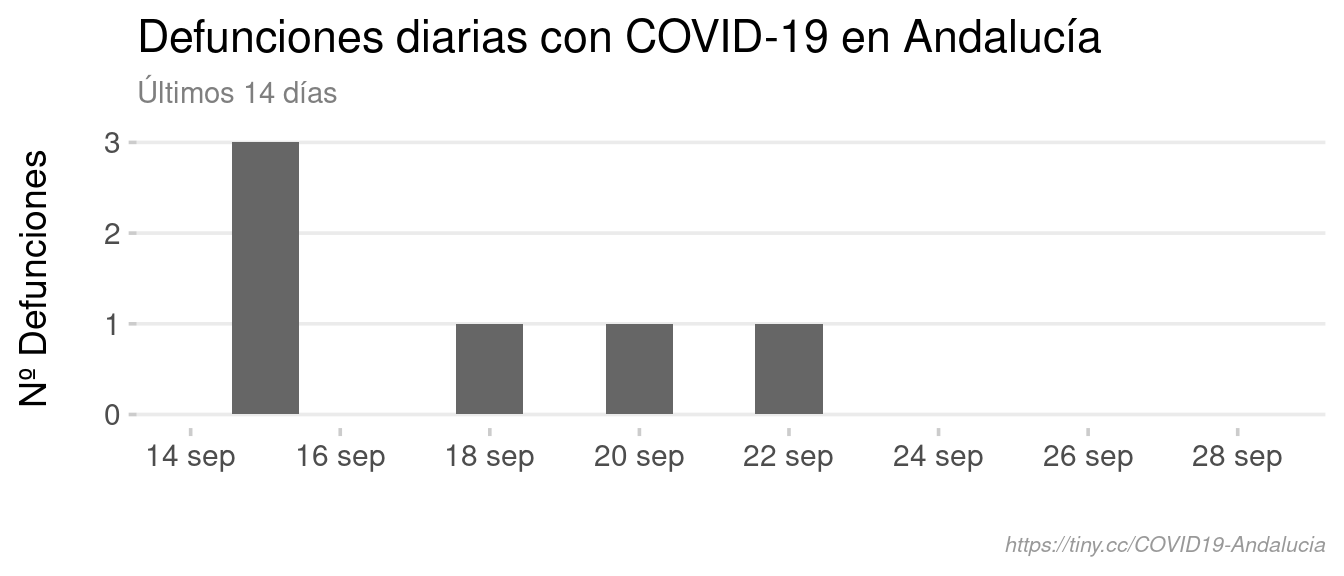 Defunciones diarias con COVID-19 en Andalucía
Últimos 14 días
Nº Defunciones
3
2
1
0
14 sep 16 sep 18 sep 20 sep 22 sep 24 sep 26 sep 28 sep
https://tiny.cc/COVID19-Andalucia